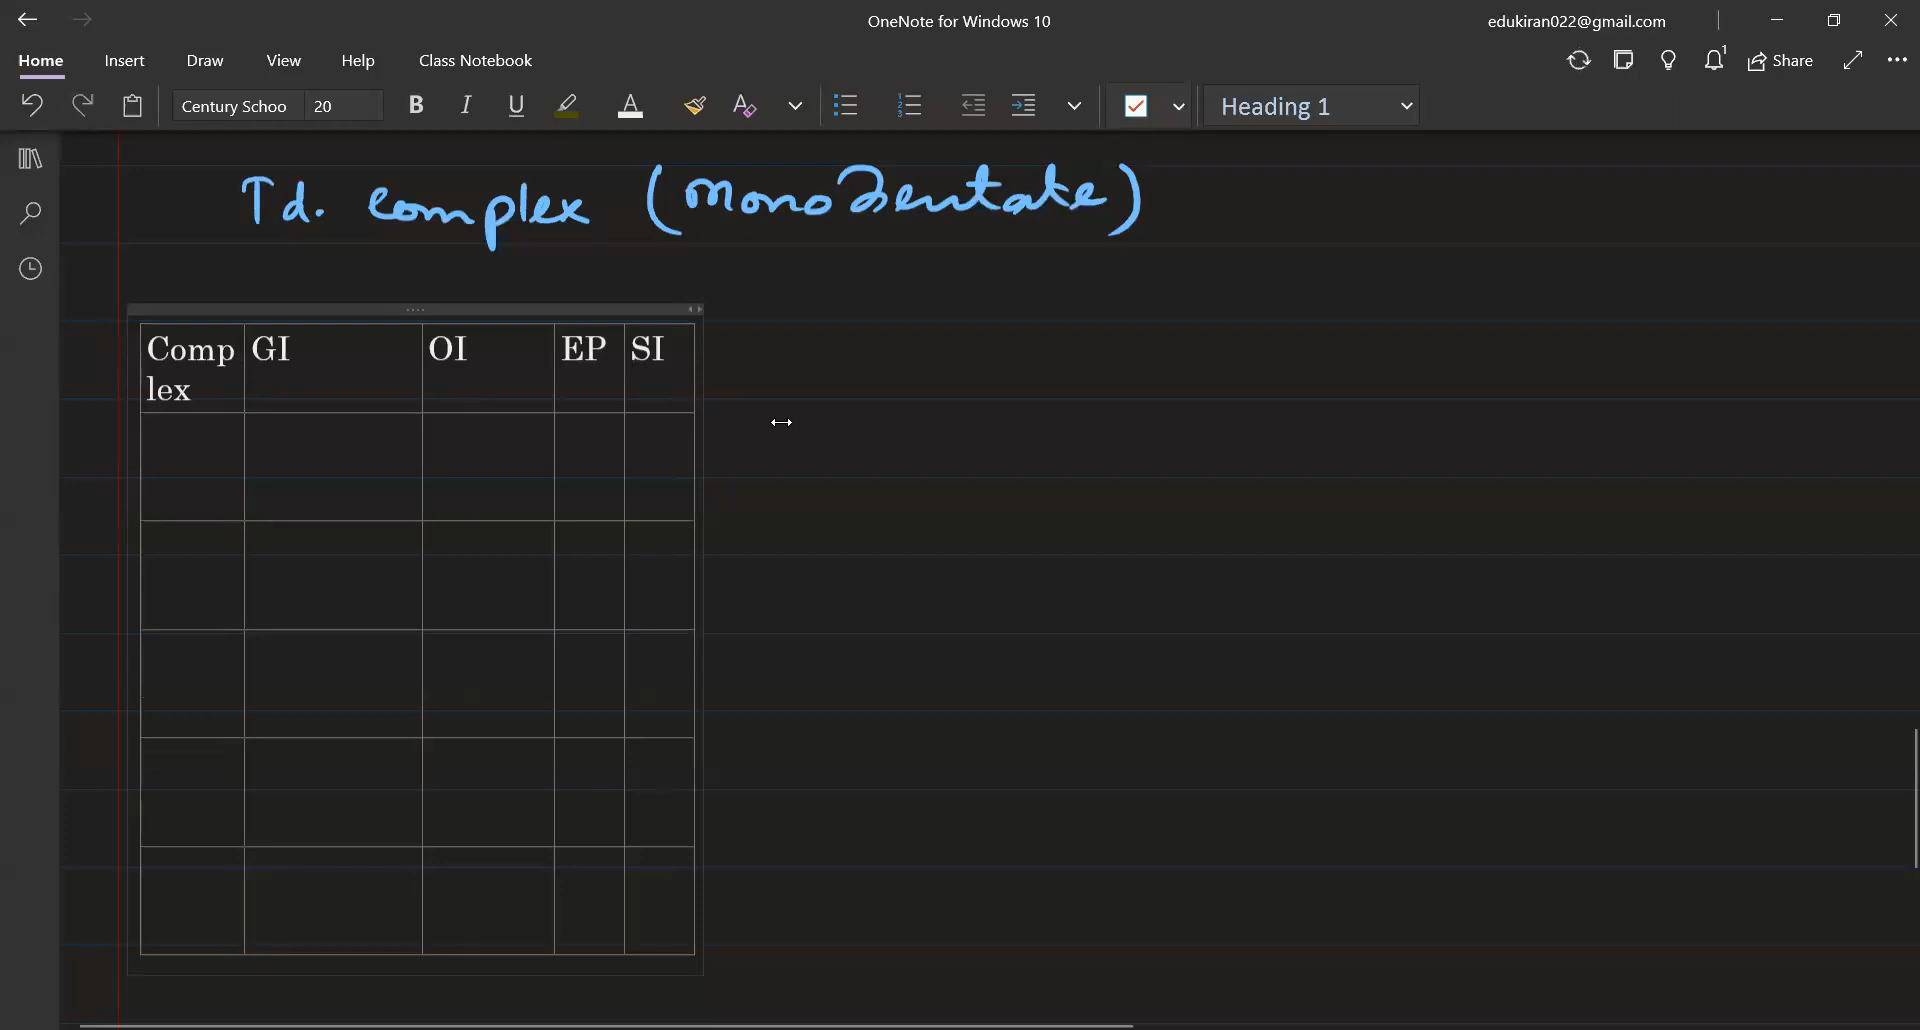 OneNote for Windows 10
edukiran022@gmail.com
Home Insert Draw View Help Class Notebook
1
Share
Century Schoo 20 B I U A A Heading 1
Td. complex (monodentate)
Comp
lex
GI OI EP SI